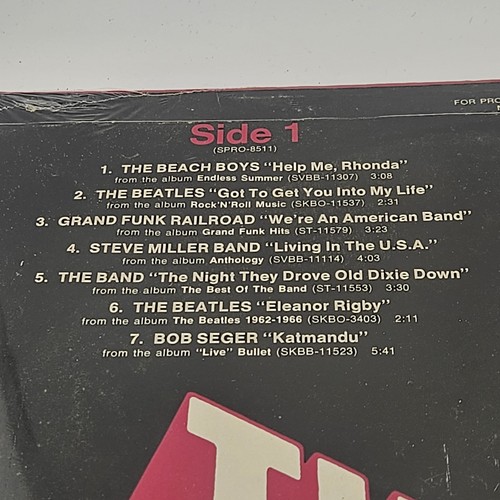 FOR PRO
Side 1
(SPRO-8511)
1. THE BEACH BOYS "Help Me, Rhonda"
from the album Endless Summer (SVBB-11307) 3:08
2. THE BEATLES "Got To Get You Into My Life"
from the album Rock'N'Roll Music (SKBO-11537) 2:31
3. GRAND FUNK RAILROAD "We're An American Band"
from the album Grand Funk Hits (ST-11579) 3:23
4. STEVE MILLER BAND "Living In The U.S.A."
from the album Anthology (SVBB-11114) 4:03
5. THE BAND "The Night They Drove Old Dixie Down"
from the album The Best Of The Band (ST-11553) 3:30
6. THE BEATLES "Eleanor Rigby"
from the album The Beatles 1962-1966 (SKBO-3403) 2:11
7. BOB SEGER "Katmandu"
from the album "Live" Bullet (SKBB-11523) 5:41